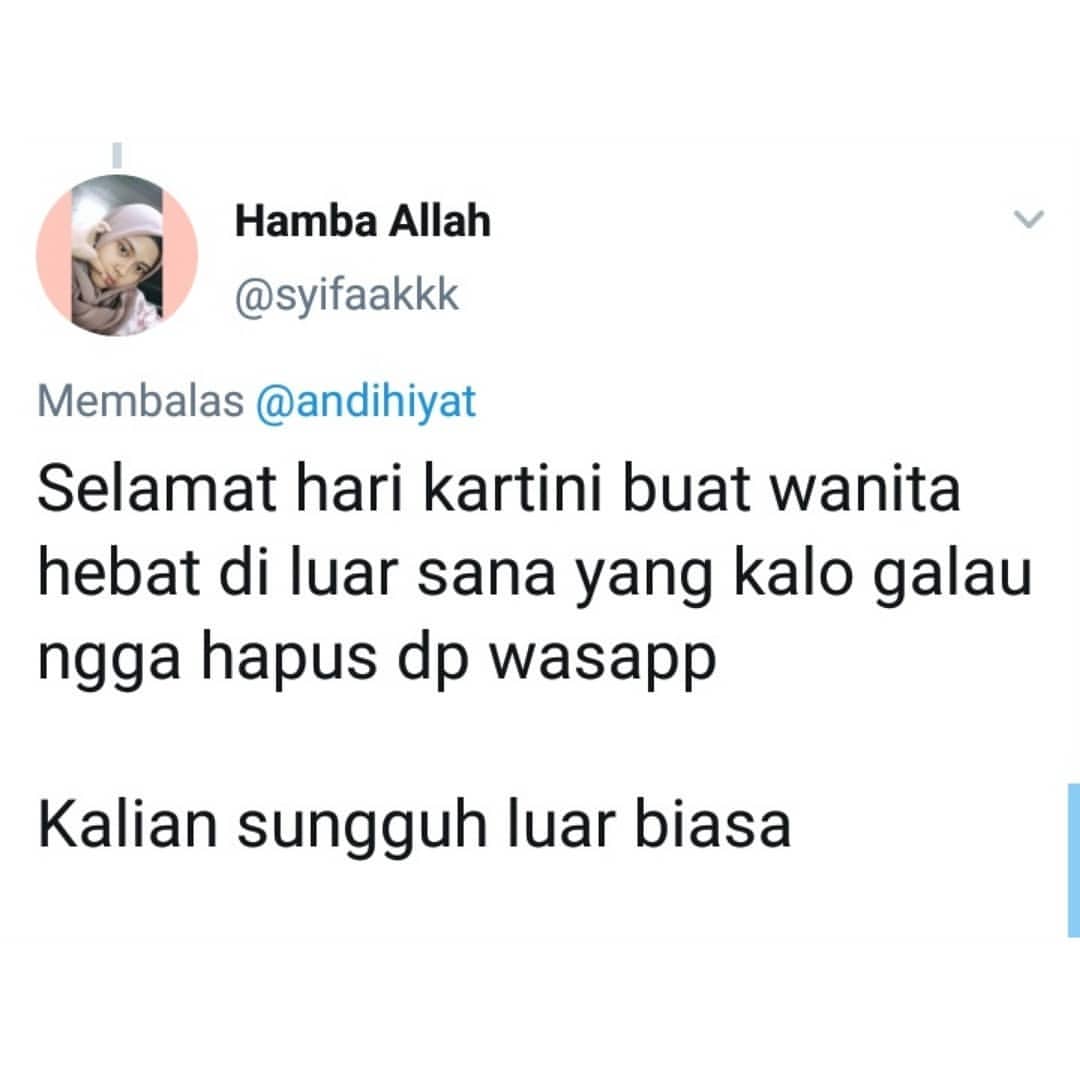 Hamba Allah
@syifaakkk
Membalas @andihiyat
Selamat hari kartini buat wanita
hebat di luar sana yang kalo galau
ngga hapus dp wasapp
Kalian sungguh luar biasa